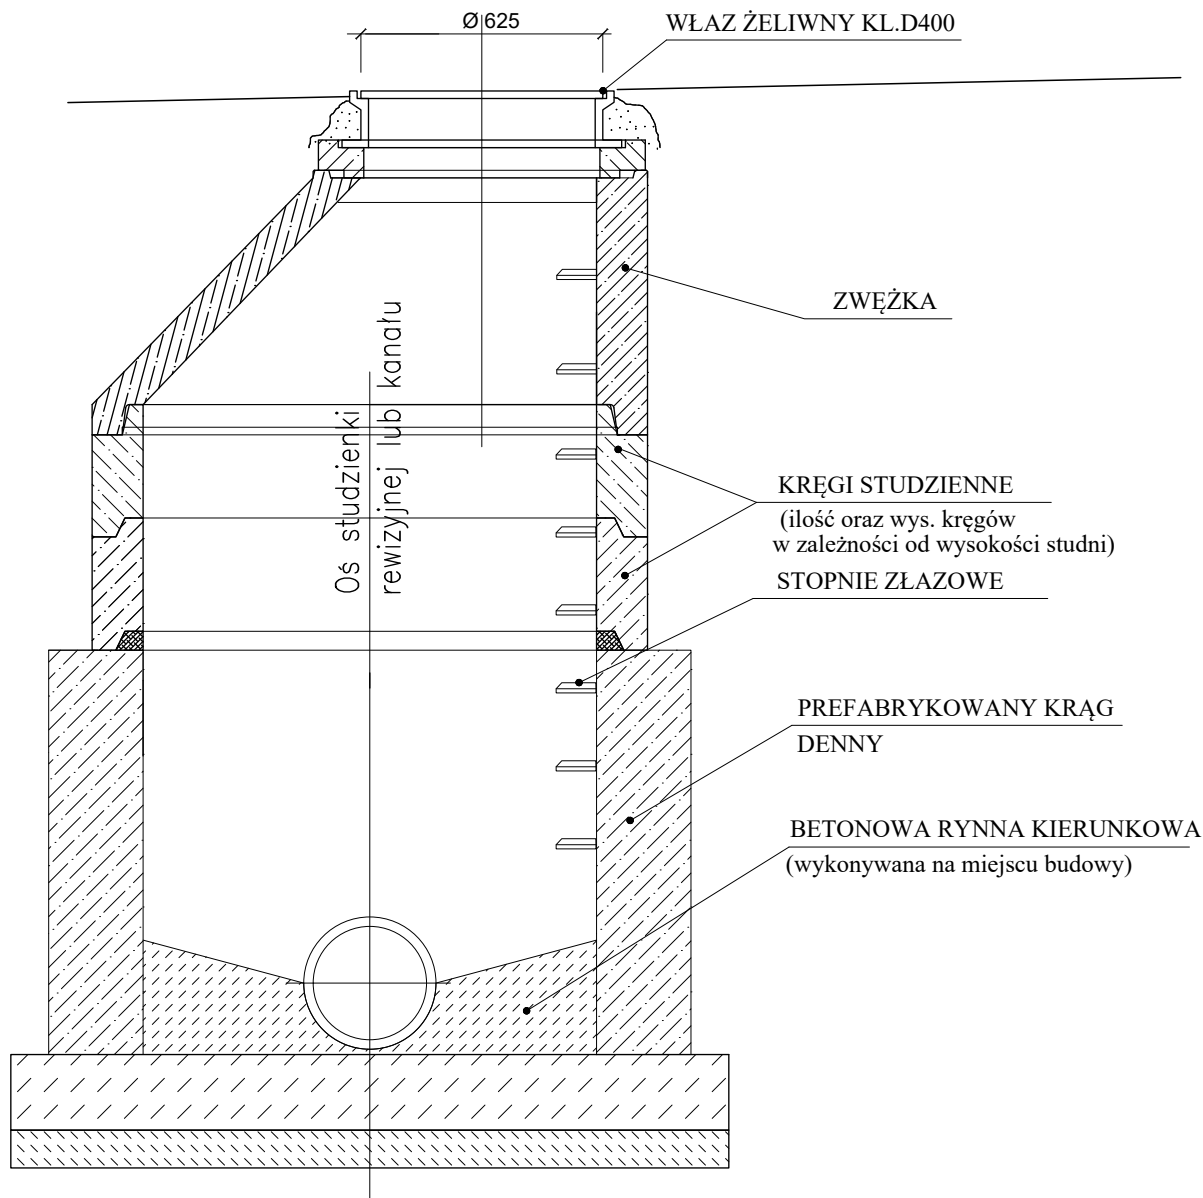 Ø 625
WŁAZ ŻELIWNY KL.D400
ZWĘŻKA
Oś studzienki
rewizyjnej lub kanału
KRĘGI STUDZIENNE
(ilość oraz wys. kręgów
w zależności od wysokości studni)
STOPNIE ZŁAZOWE
PREFABRYKOWANY KRĄG
DENNY
BETONOWA RYNNA KIERUNKOWA
(wykonywana na miejscu budowy)